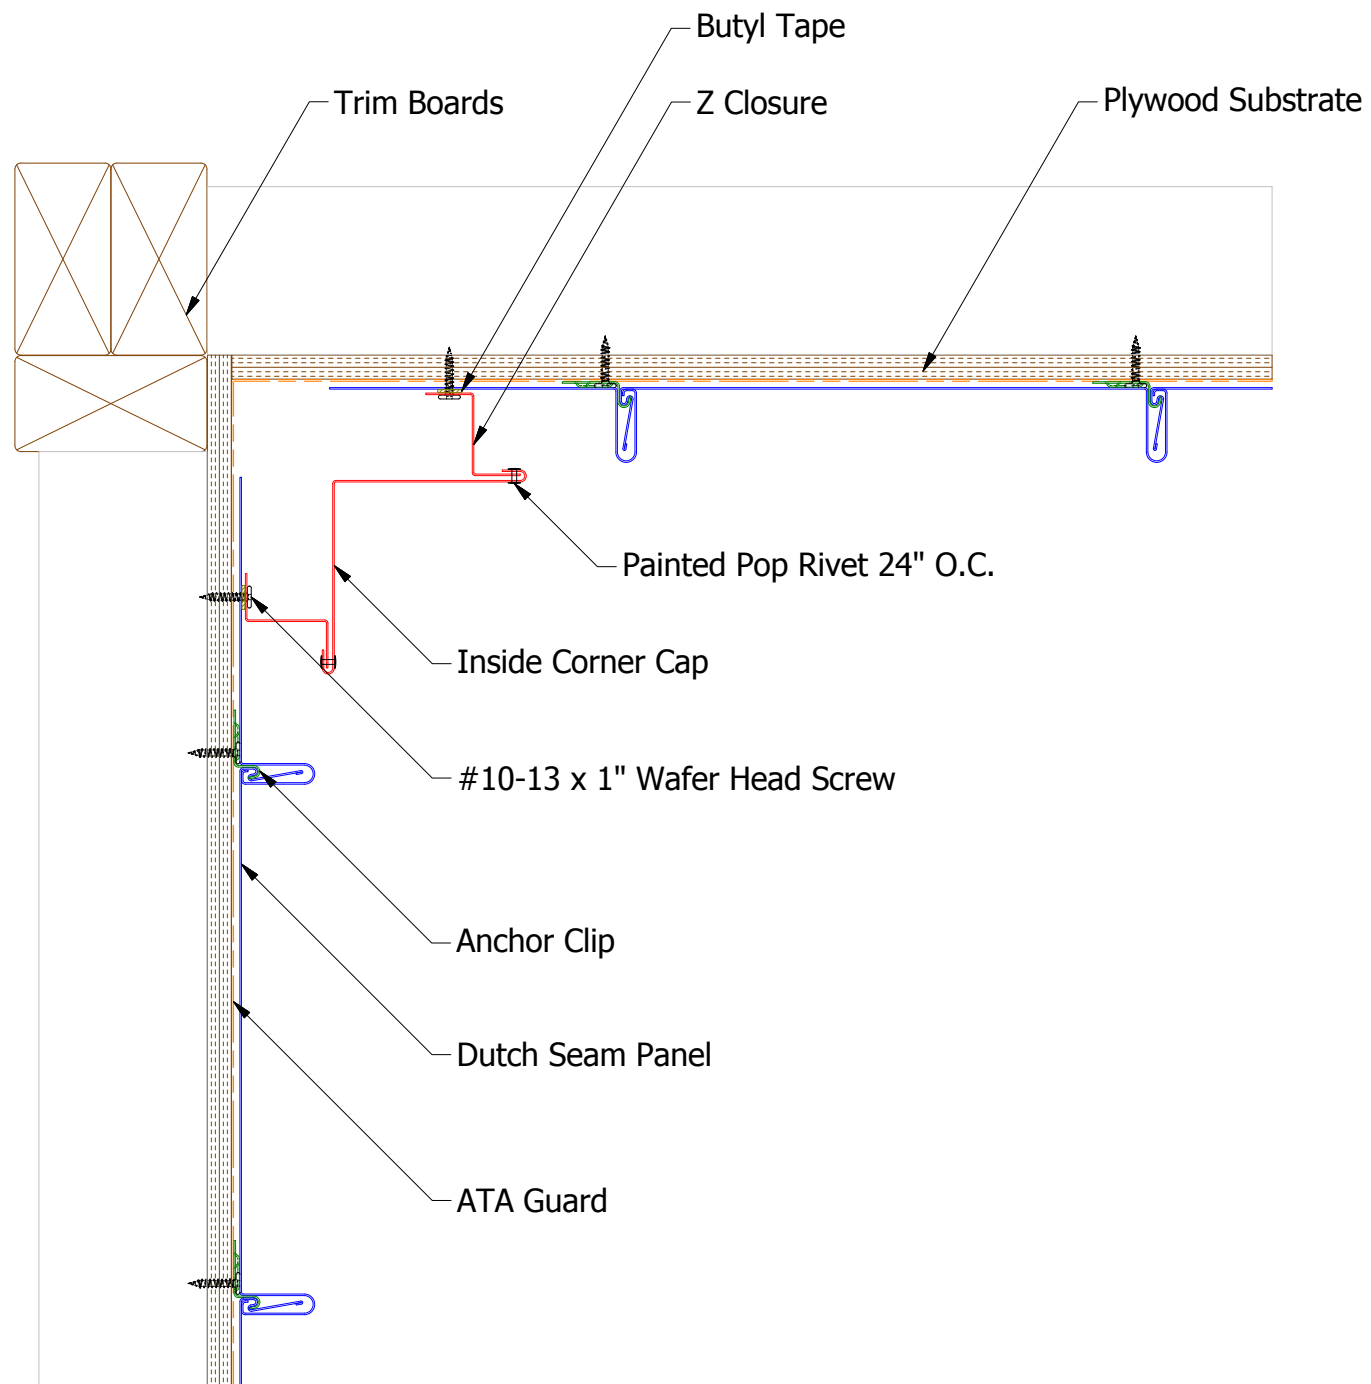 Butyl Tape
Trim Boards
Z Closure
Plywood Substrate
Painted Pop Rivet 24" O.C.
Inside Corner Cap
#10-13 x 1" Wafer Head Screw
Anchor Clip
Dutch Seam Panel
ATA Guard